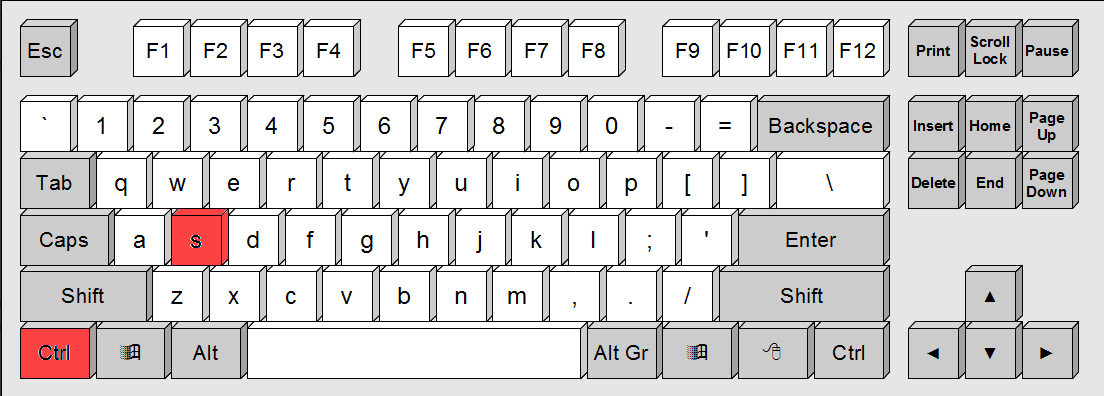 Esc F1 F2 F3 F4 F5 F6 F7 F8 F9 F10 F11 F12 Print Scroll Lock Pause
` 1 2 3 4 5 6 7 8 9 0 - = Backspace Insert Home Page Up
Tab q w e r t y u i o p [ ] \ Delete End Page Down
Caps a s d f g h j k l ; ' Enter
Shift z x c v b n m , . / Shift ▲
Ctrl Alt Alt Gr Ctrl ◄ ▼ ►